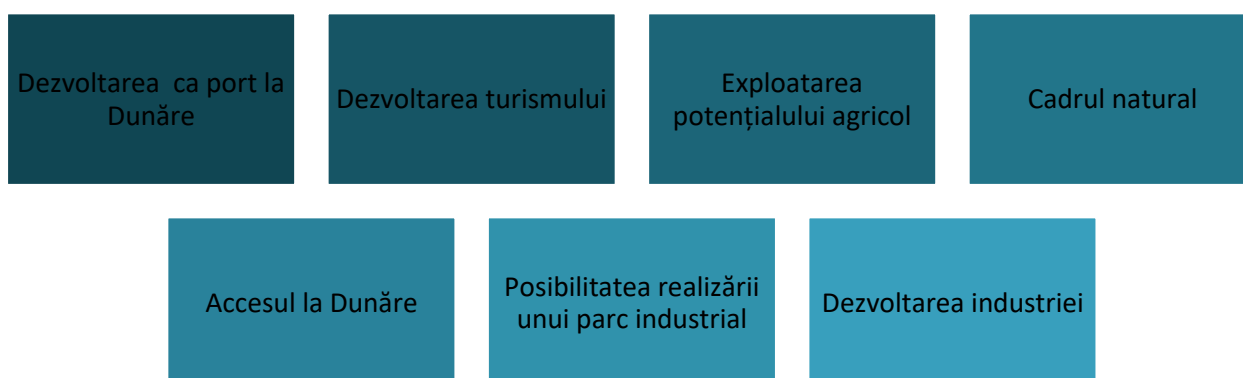 Dezvoltarea ca port la
Dunăre
Dezvoltarea turismului
Exploatarea
potențialului agricol
Cadrul natural
Accesul la Dunăre
Posibilitatea realizării
unui parc industrial
Dezvoltarea industriei